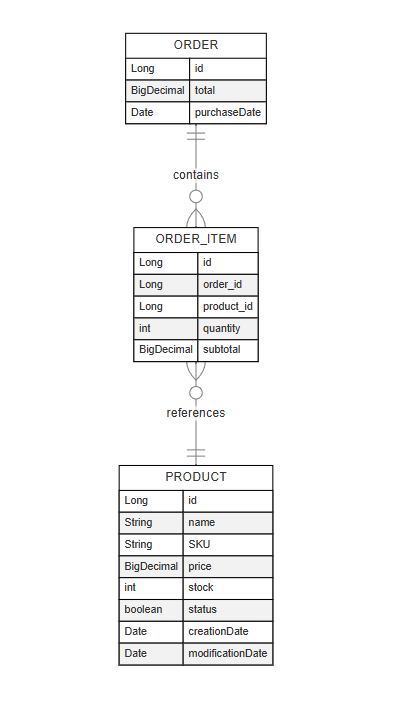 ORDER
Long id
BigDecimal total
Date purchaseDate
contains
ORDER_ITEM
Long id
Long order_id
Long product_id
int quantity
BigDecimal subtotal
references
PRODUCT
Long id
String name
String SKU
BigDecimal price
int stock
boolean status
Date creationDate
Date modificationDate